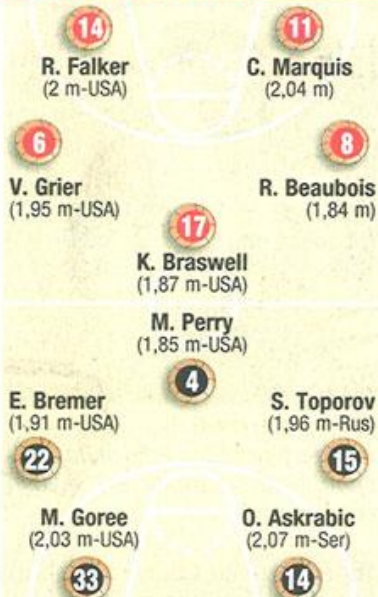 14 11
R. Falker C. Marquis
(2 m-USA) (2,04 m)
6 8
V. Grier R. Beaubois
(1,95 m-USA) (1,84 m)
17
K. Braswell
(1,87 m-USA)
M. Perry
(1,85 m-USA)
4
E. Bremer S. Toporov
(1,91 m-USA) (1,96 m-Rus)
22 15
M. Goree O. Askrabic
(2,03 m-USA) (2,07 m-Ser)
33 14